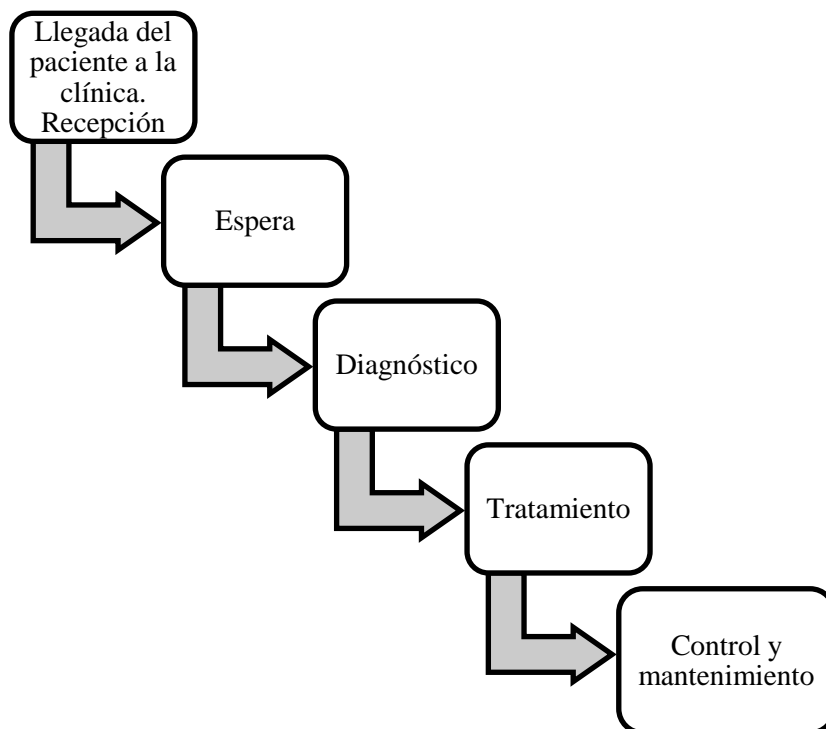 Llegada del
paciente a la
clínica.
Recepción
Espera
Diagnóstico
Tratamiento
Control y
mantenimiento